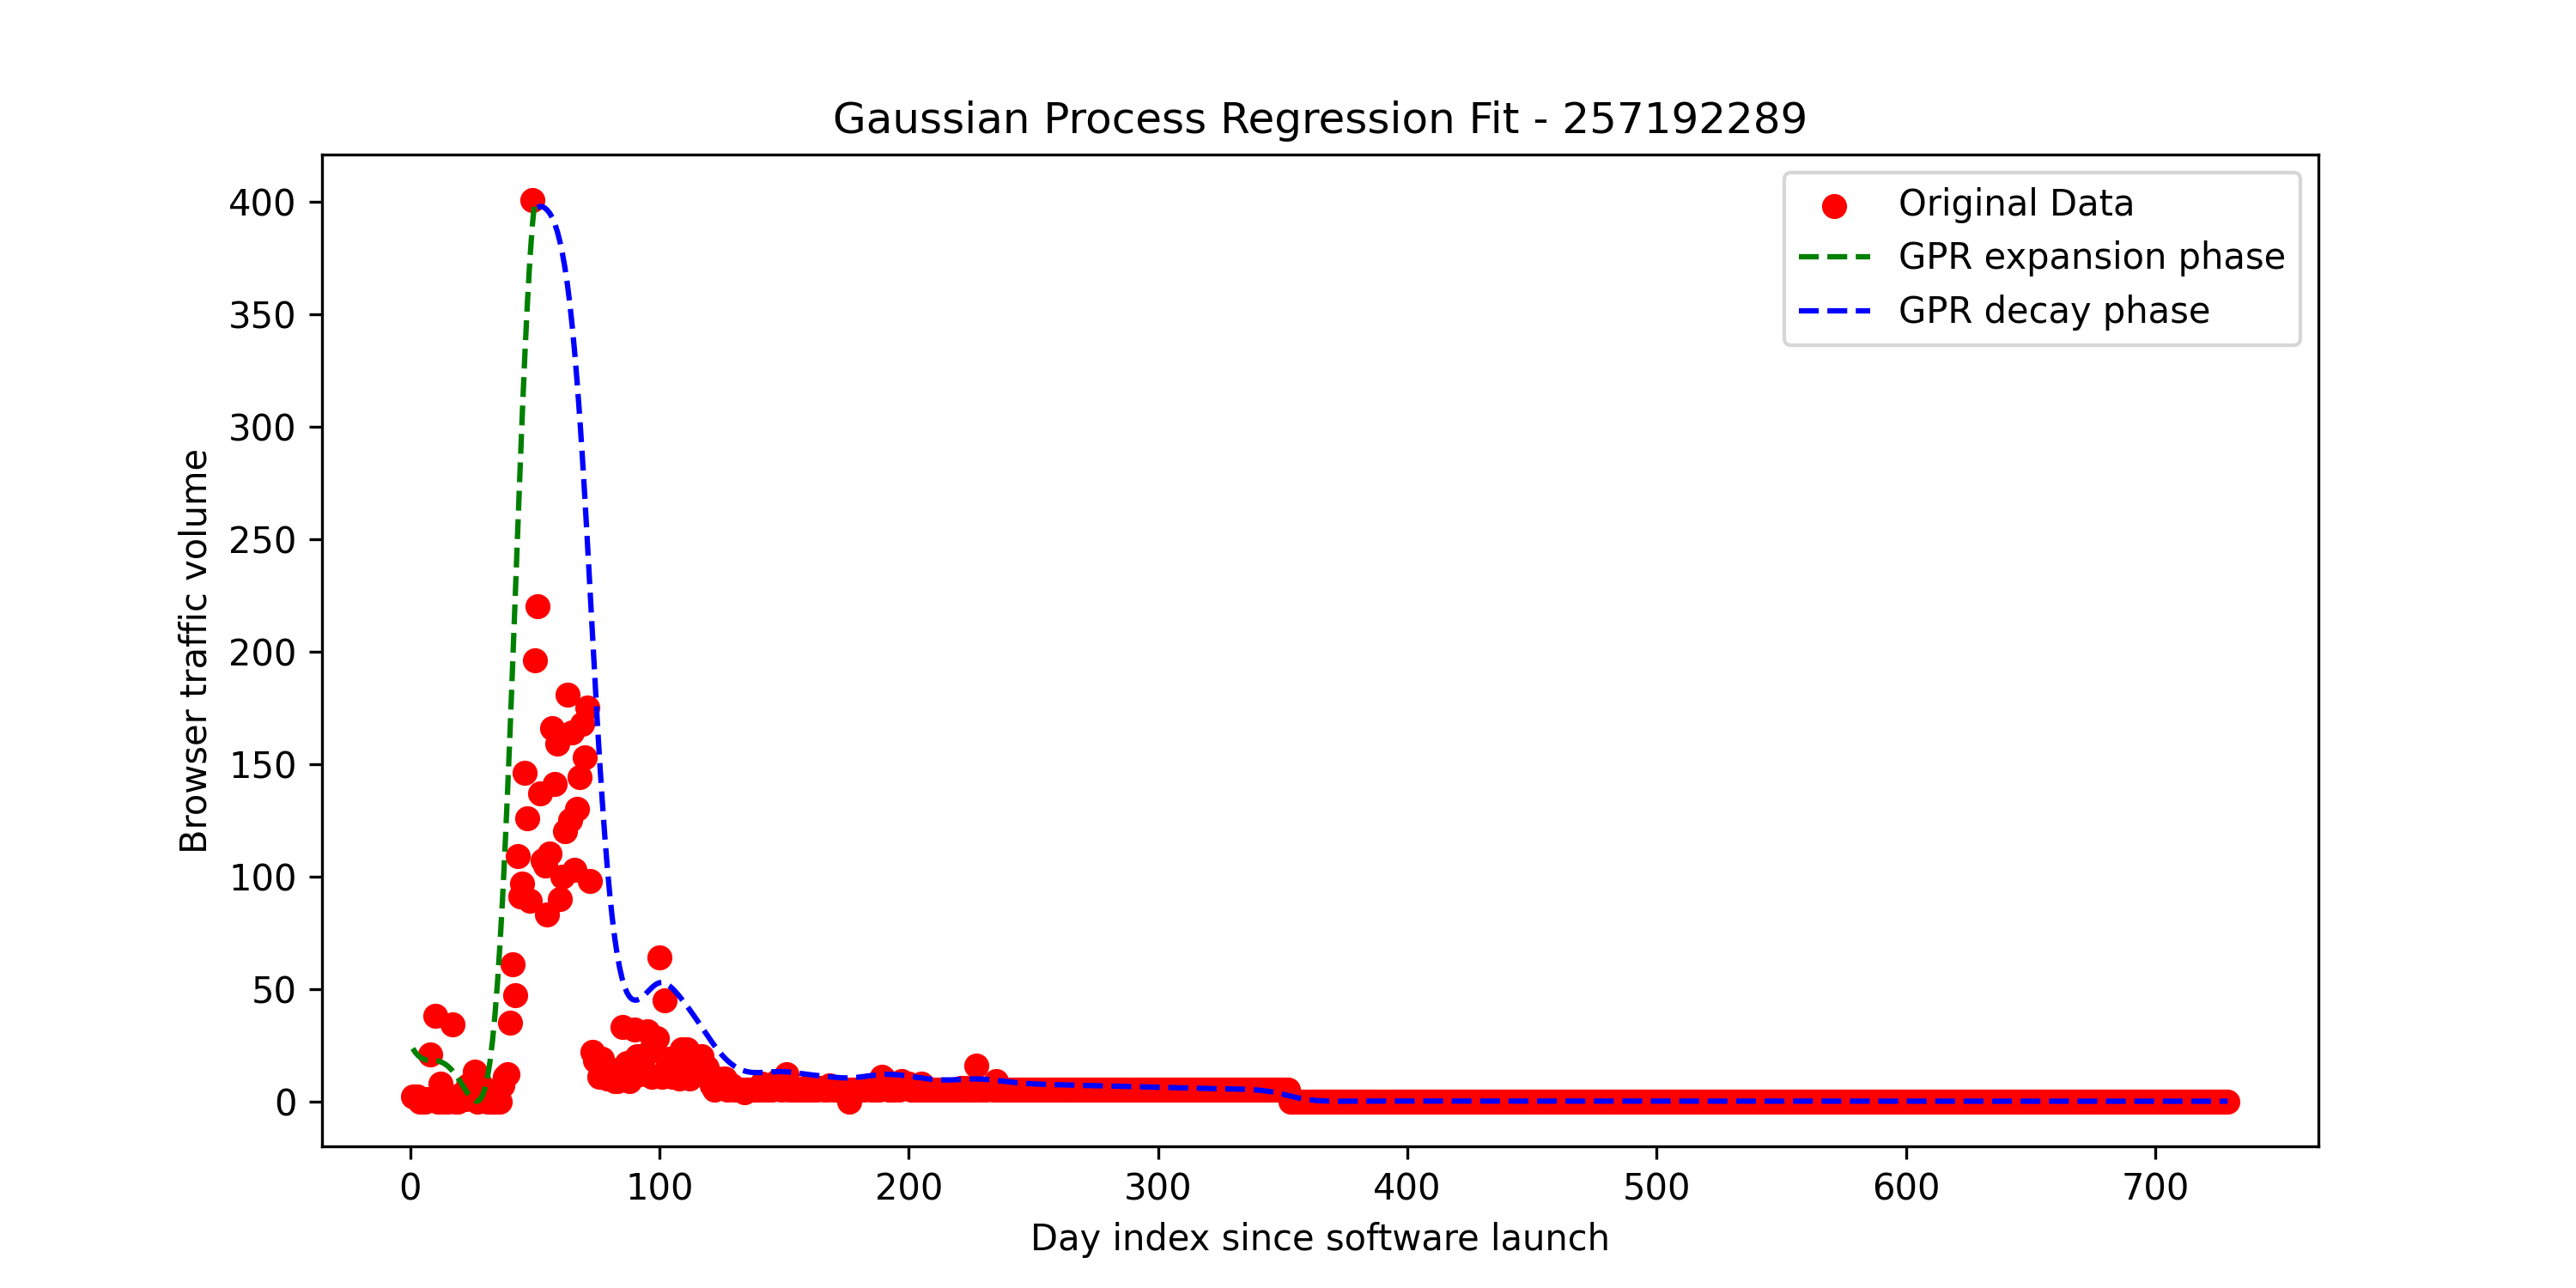 Gaussian Process Regression Fit - 257192289
Original Data
GPR expansion phase
GPR decay phase
Browser traffic volume
400
350
300
250
200
150
100
50
0
0 100 200 300 400 500 600 700
Day index since software launch